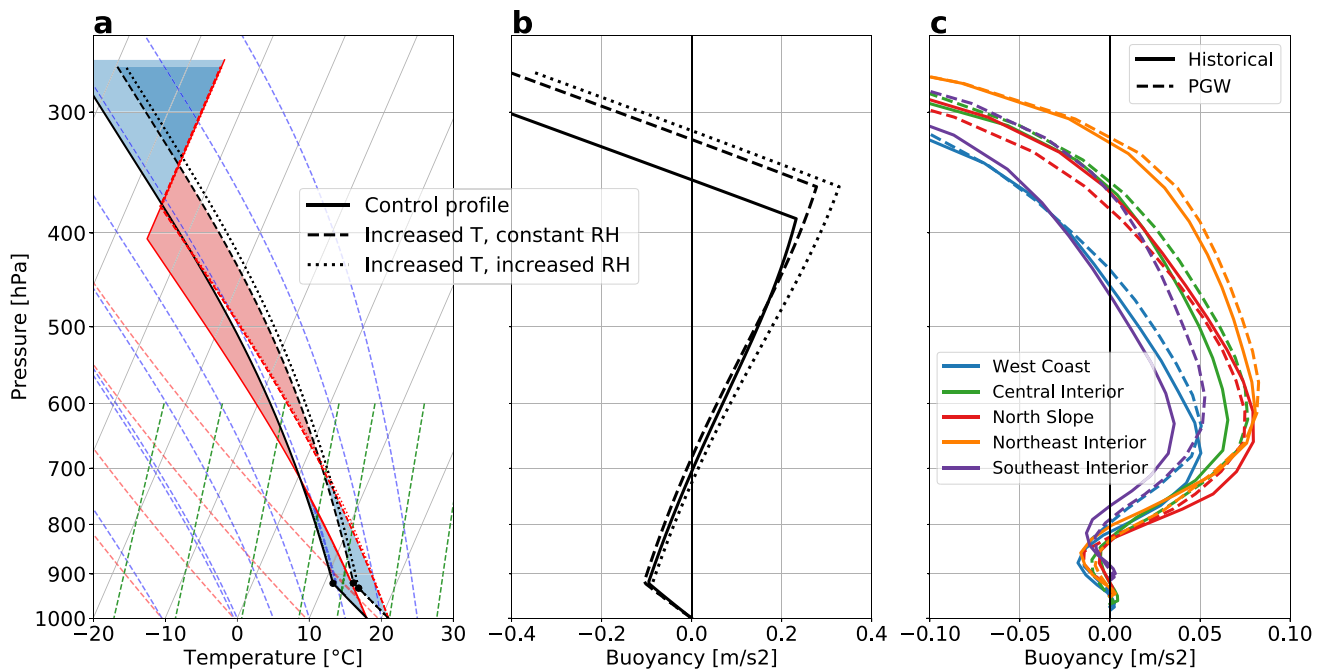 a
b
c
Pressure [hPa]
300
400
500
600
700
800
900
1000
−20
−10
0
10
20
30
Temperature [°C]
Control profile
Increased T, constant RH
Increased T, increased RH
−0.4
−0.2
0.0
0.2
0.4
Buoyancy [m/s2]
Historical
PGW
West Coast
Central Interior
North Slope
Northeast Interior
Southeast Interior
−0.10
−0.05
0.00
0.05
0.10
Buoyancy [m/s2]